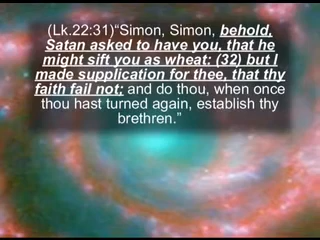 (Lk.22:31)“Simon, Simon, behold,
Satan asked to have you, that he
might sift you as wheat: (32) but I
made supplication for thee, that thy
faith fail not; and do thou, when once
thou hast turned again, establish thy
brethren.”